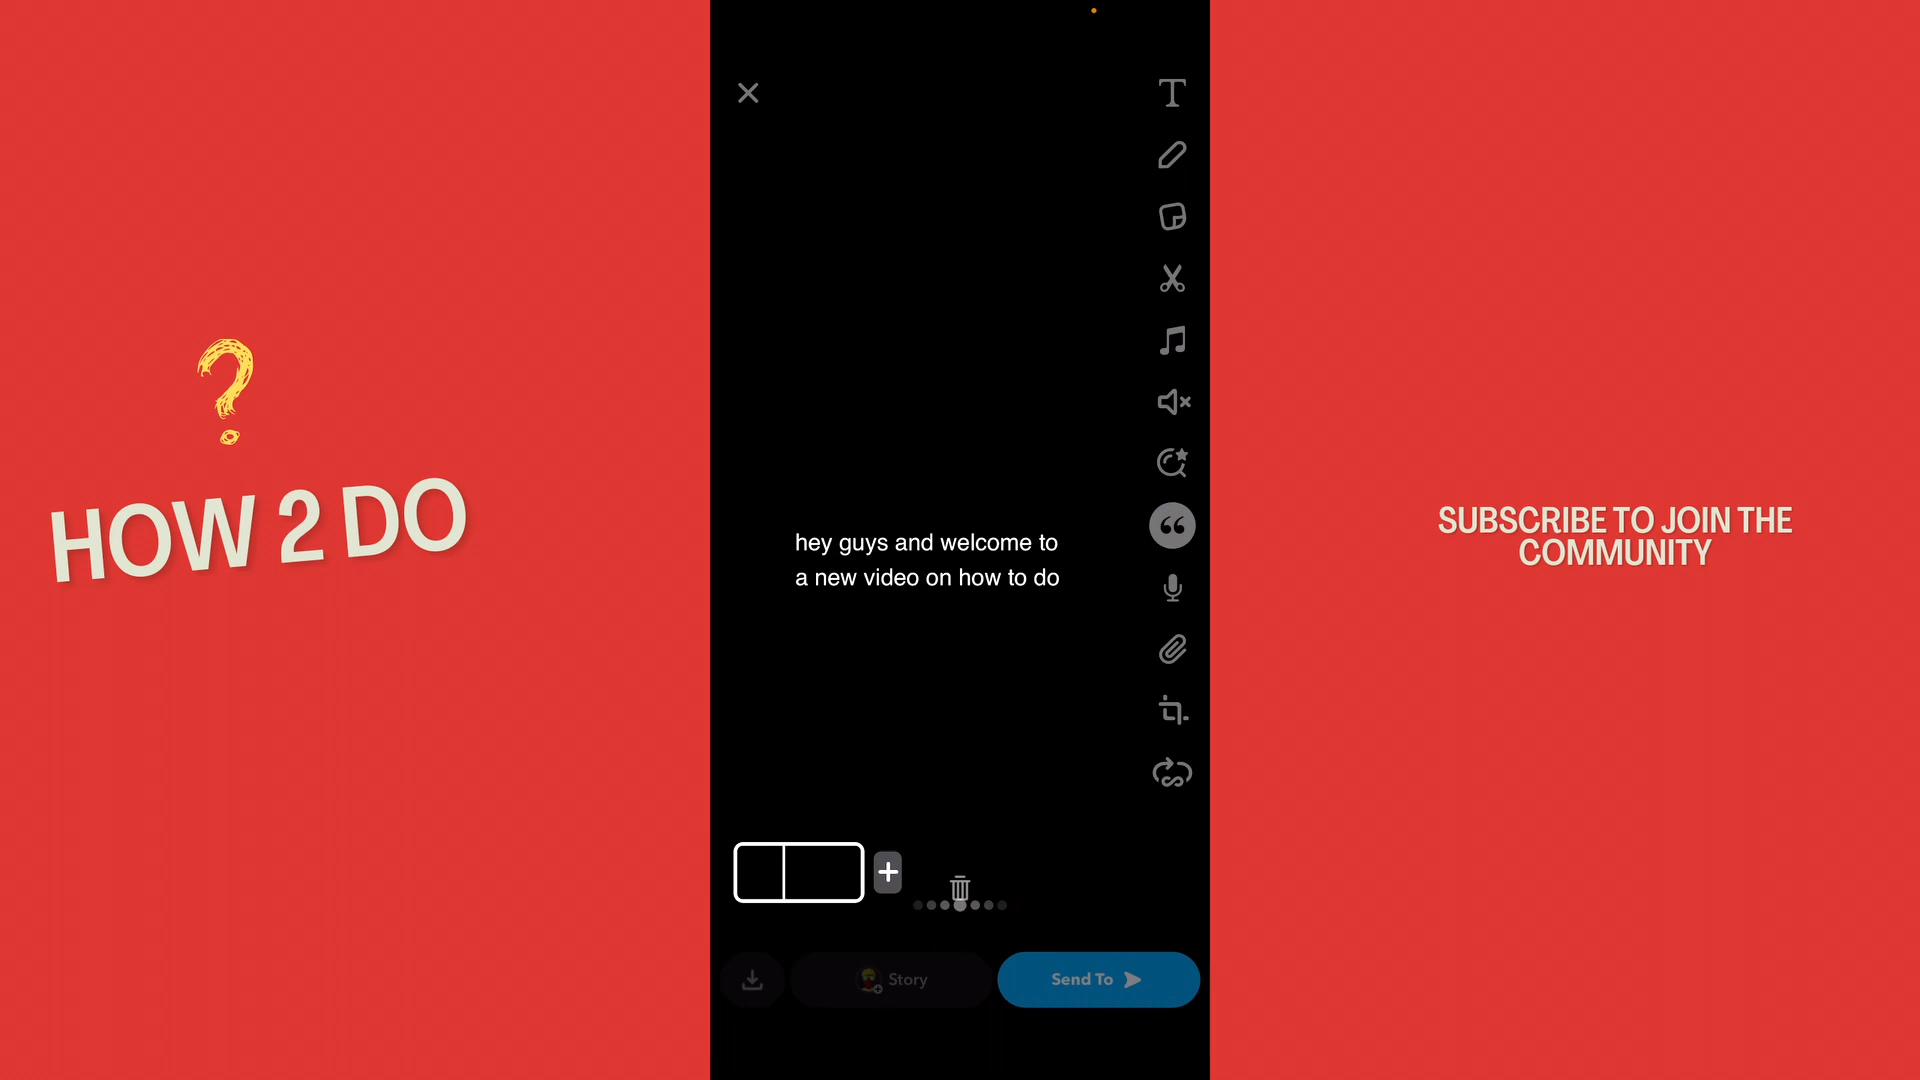 ?
HOW 2 DO
T
hey guys and welcome to
a new video on how to do
Story
Send To
SUBSCRIBE TO JOIN THE
COMMUNITY